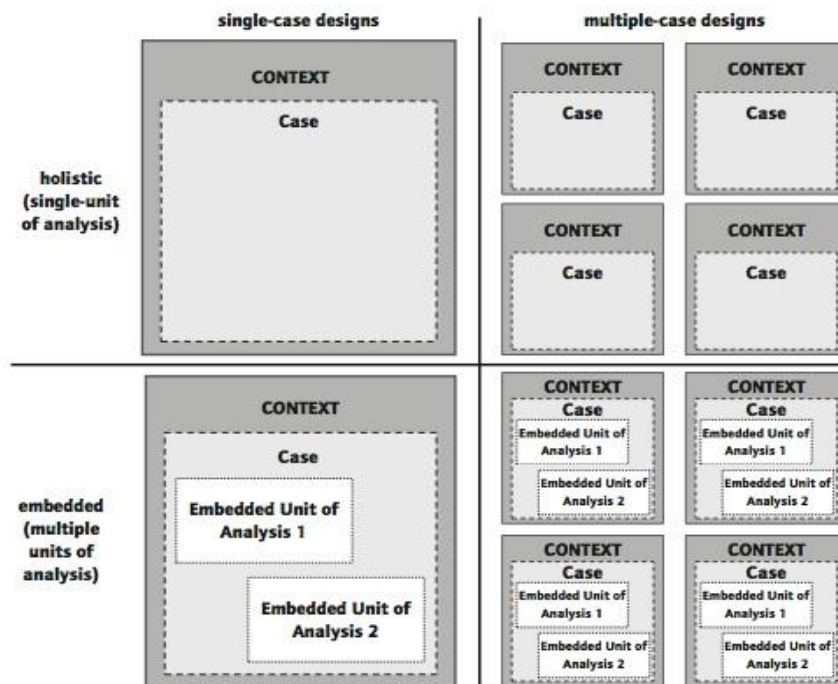 single-case designs
multiple-case designs
holistic
(single-unit
of analysis)
CONTEXT
Case
CONTEXT
Case
CONTEXT
Case
CONTEXT
Case
CONTEXT
Case
embedded
(multiple
units of
analysis)
CONTEXT
Case
Embedded Unit of
Analysis 1
Embedded Unit of
Analysis 2
CONTEXT
Case
Embedded Unit of
Analysis 1
Embedded Unit of
Analysis 2
CONTEXT
Case
Embedded Unit of
Analysis 1
Embedded Unit of
Analysis 2
CONTEXT
Case
Embedded Unit of
Analysis 1
Embedded Unit of
Analysis 2
CONTEXT
Case
Embedded Unit of
Analysis 1
Embedded Unit of
Analysis 2